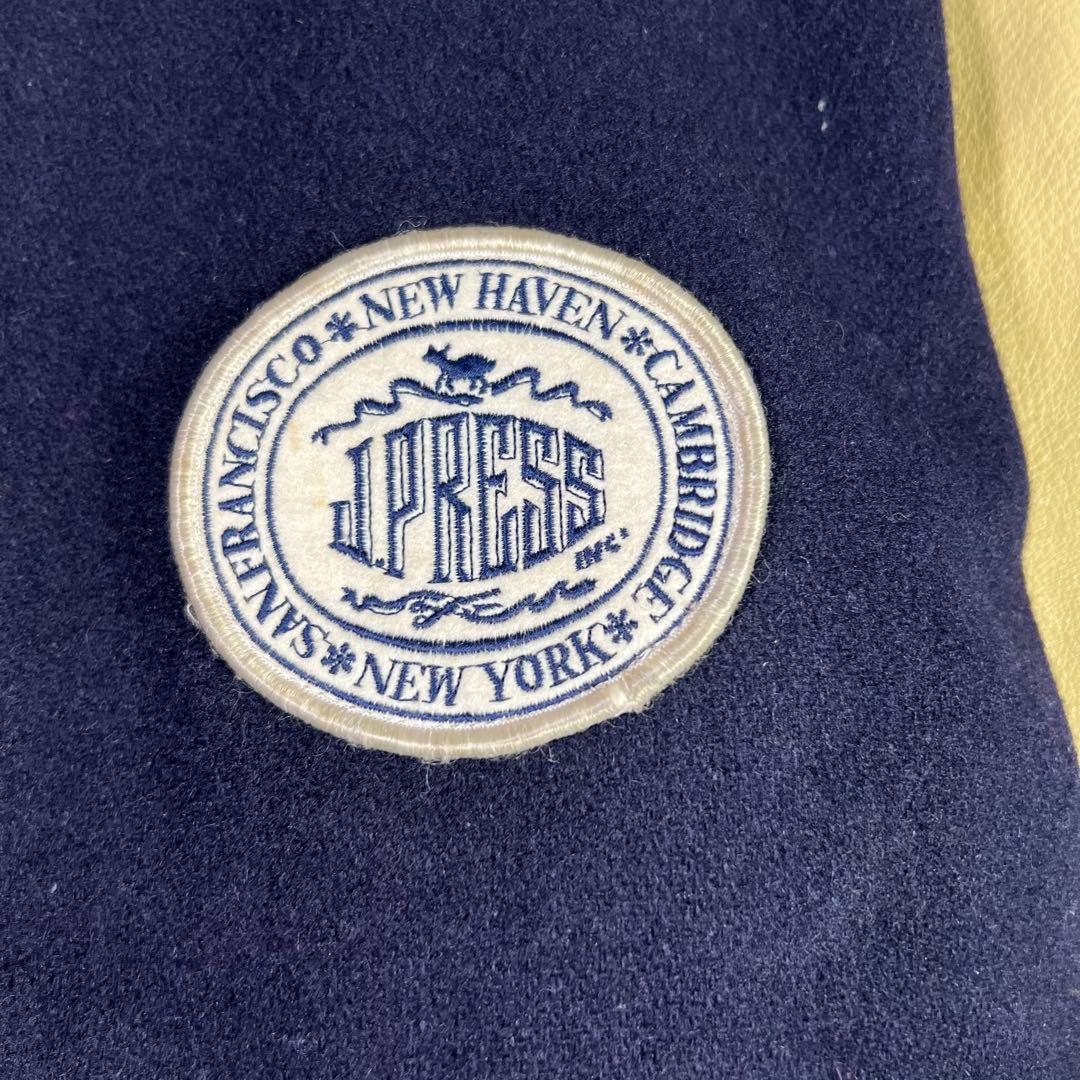 NEW HAVEN * CAMBRIDGE * NEW YORK * SAN FRANCISCO *
J. PRESS
INC.